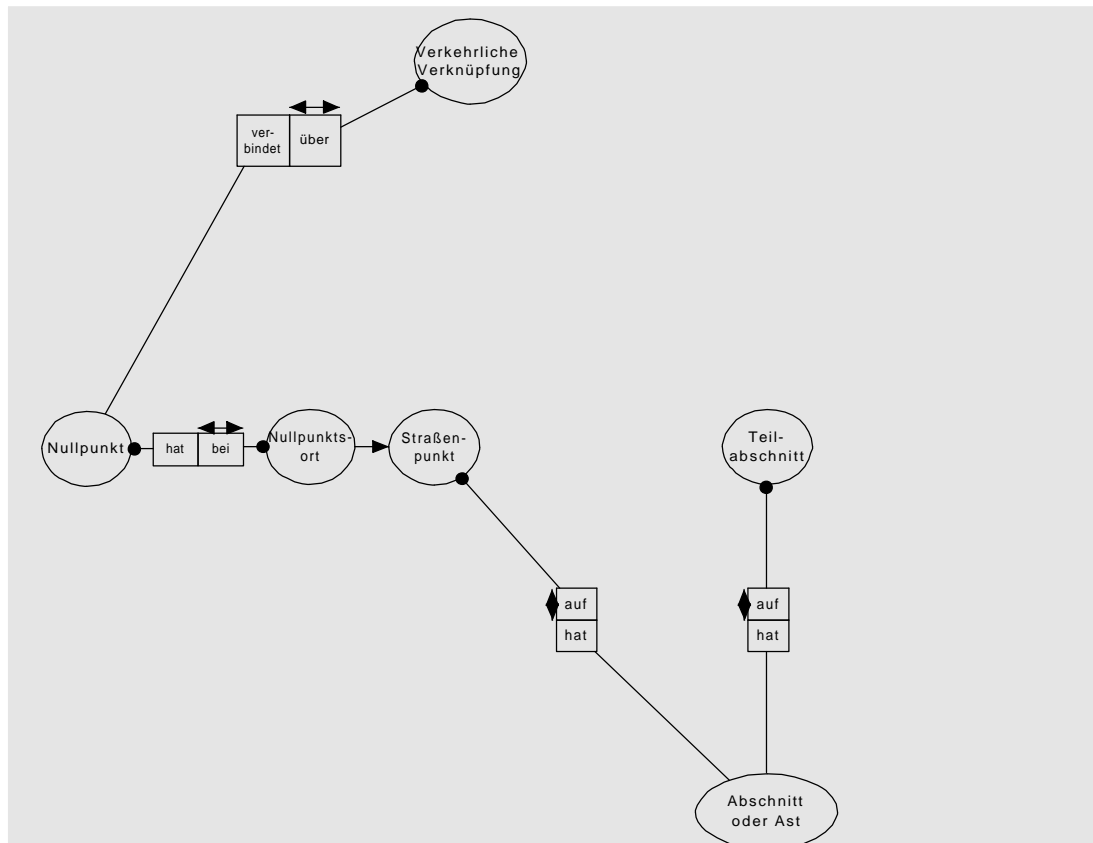 Verkehrliche
Verknüpfung
ver-
bindet
über
Nullpunkt
hat
bei
Nullpunkts-
ort
Straßen-
punkt
Teil-
abschnitt
auf
hat
auf
hat
Abschnitt
oder Ast